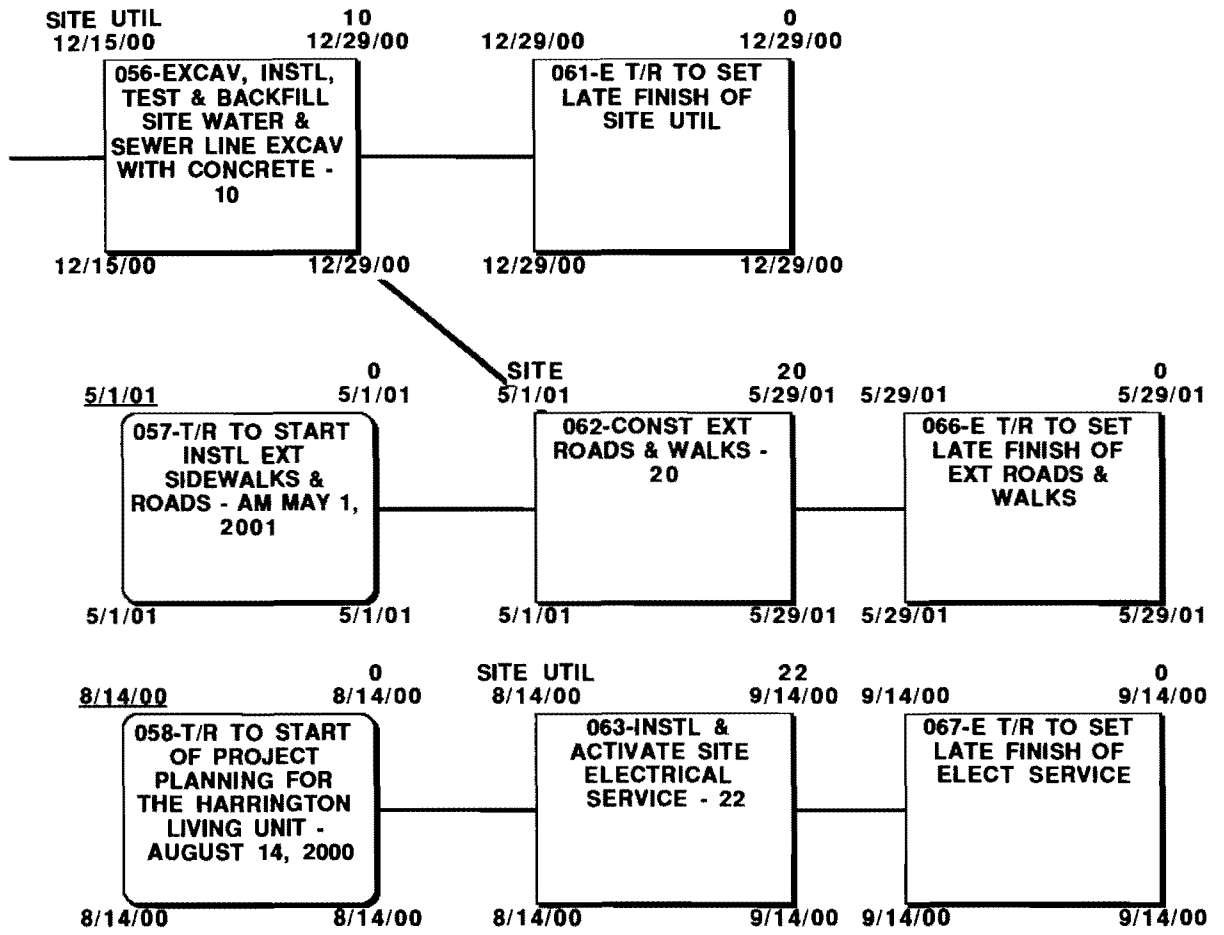 SITE UTIL 10 0
12/15/00 12/29/00 12/29/00 12/29/00
056-EXCAV, INSTL,
TEST & BACKFILL
SITE WATER &
SEWER LINE EXCAV
WITH CONCRETE -
10
061-E T/R TO SET
LATE FINISH OF
SITE UTIL
12/15/00 12/29/00 12/29/00 12/29/00
0 SITE 20 0
5/1/01 5/1/01 5/1/01 5/29/01 5/29/01 5/29/01
057-T/R TO START
INSTL EXT
SIDEWALKS &
ROADS - AM MAY 1,
2001
062-CONST EXT
ROADS & WALKS -
20
066-E T/R TO SET
LATE FINISH OF
EXT ROADS &
WALKS
5/1/01 5/1/01 5/1/01 5/29/01 5/29/01 5/29/01
0 SITE UTIL 22 0
8/14/00 8/14/00 8/14/00 9/14/00 9/14/00 9/14/00
058-T/R TO START
OF PROJECT
PLANNING FOR
THE HARRINGTON
LIVING UNIT -
AUGUST 14, 2000
063-INSTL &
ACTIVATE SITE
ELECTRICAL
SERVICE - 22
067-E T/R TO SET
LATE FINISH OF
ELECT SERVICE
8/14/00 8/14/00 8/14/00 9/14/00 9/14/00 9/14/00